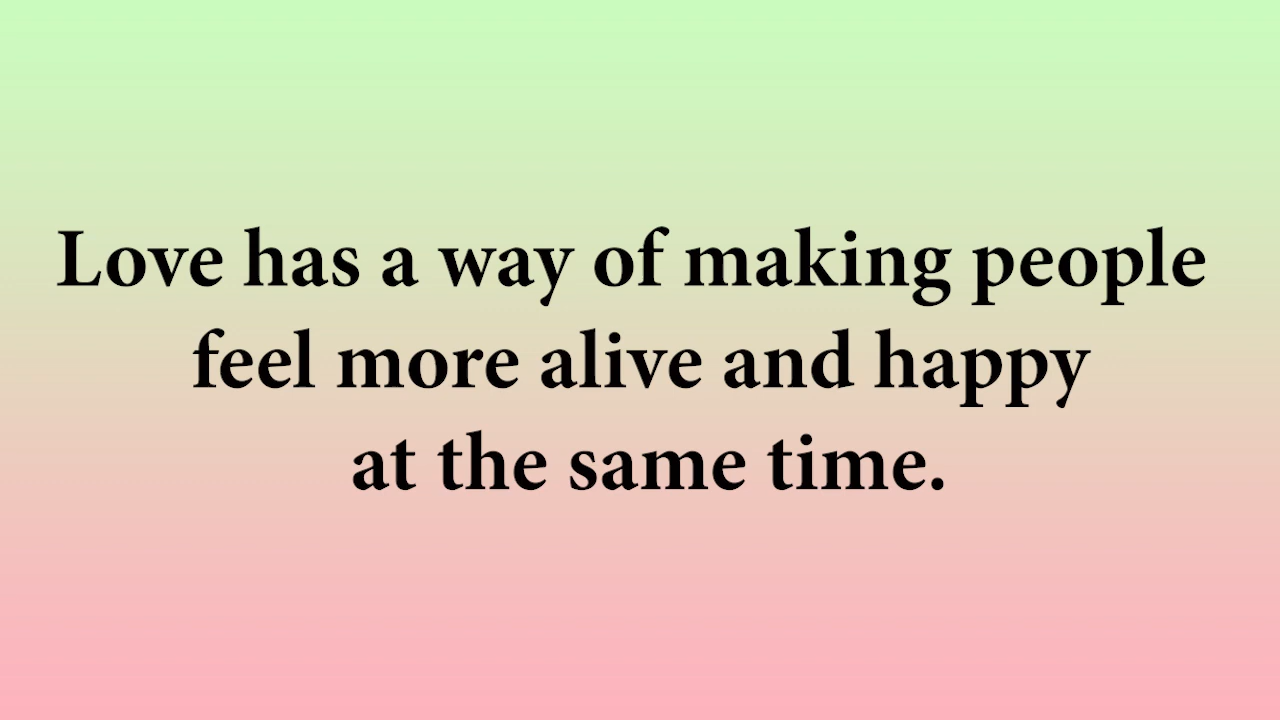 Love has a way of making people
feel more alive and happy
at the same time.